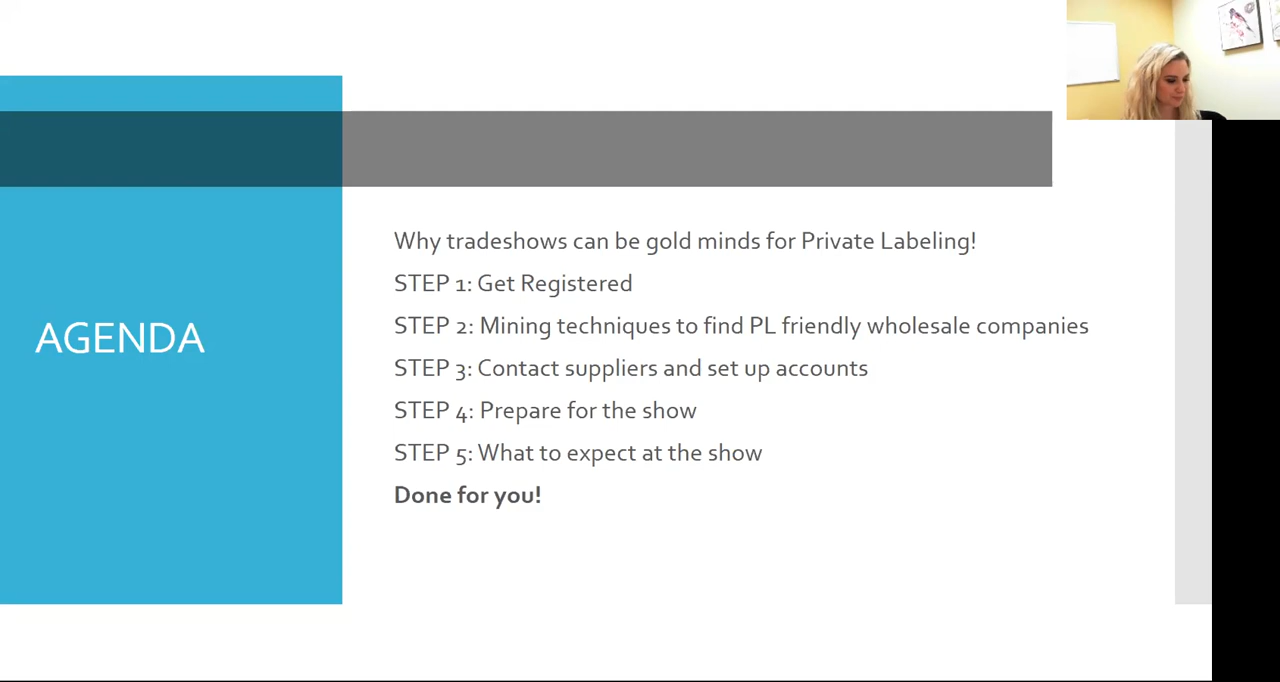 AGENDA
Why tradeshows can be gold minds for Private Labeling!
STEP 1: Get Registered
STEP 2: Mining techniques to find PL friendly wholesale companies
STEP 3: Contact suppliers and set up accounts
STEP 4: Prepare for the show
STEP 5: What to expect at the show
Done for you!